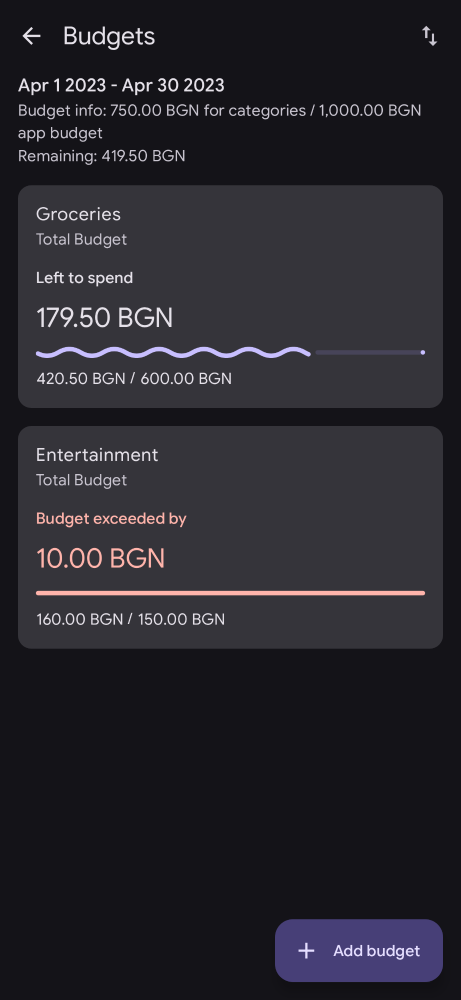 Budgets
Apr 1 2023 - Apr 30 2023
Budget info: 750.00 BGN for categories / 1,000.00 BGN
app budget
Remaining: 419.50 BGN
Groceries
Total Budget
Left to spend
179.50 BGN
420.50 BGN / 600.00 BGN
Entertainment
Total Budget
Budget exceeded by
10.00 BGN
160.00 BGN / 150.00 BGN
Add budget